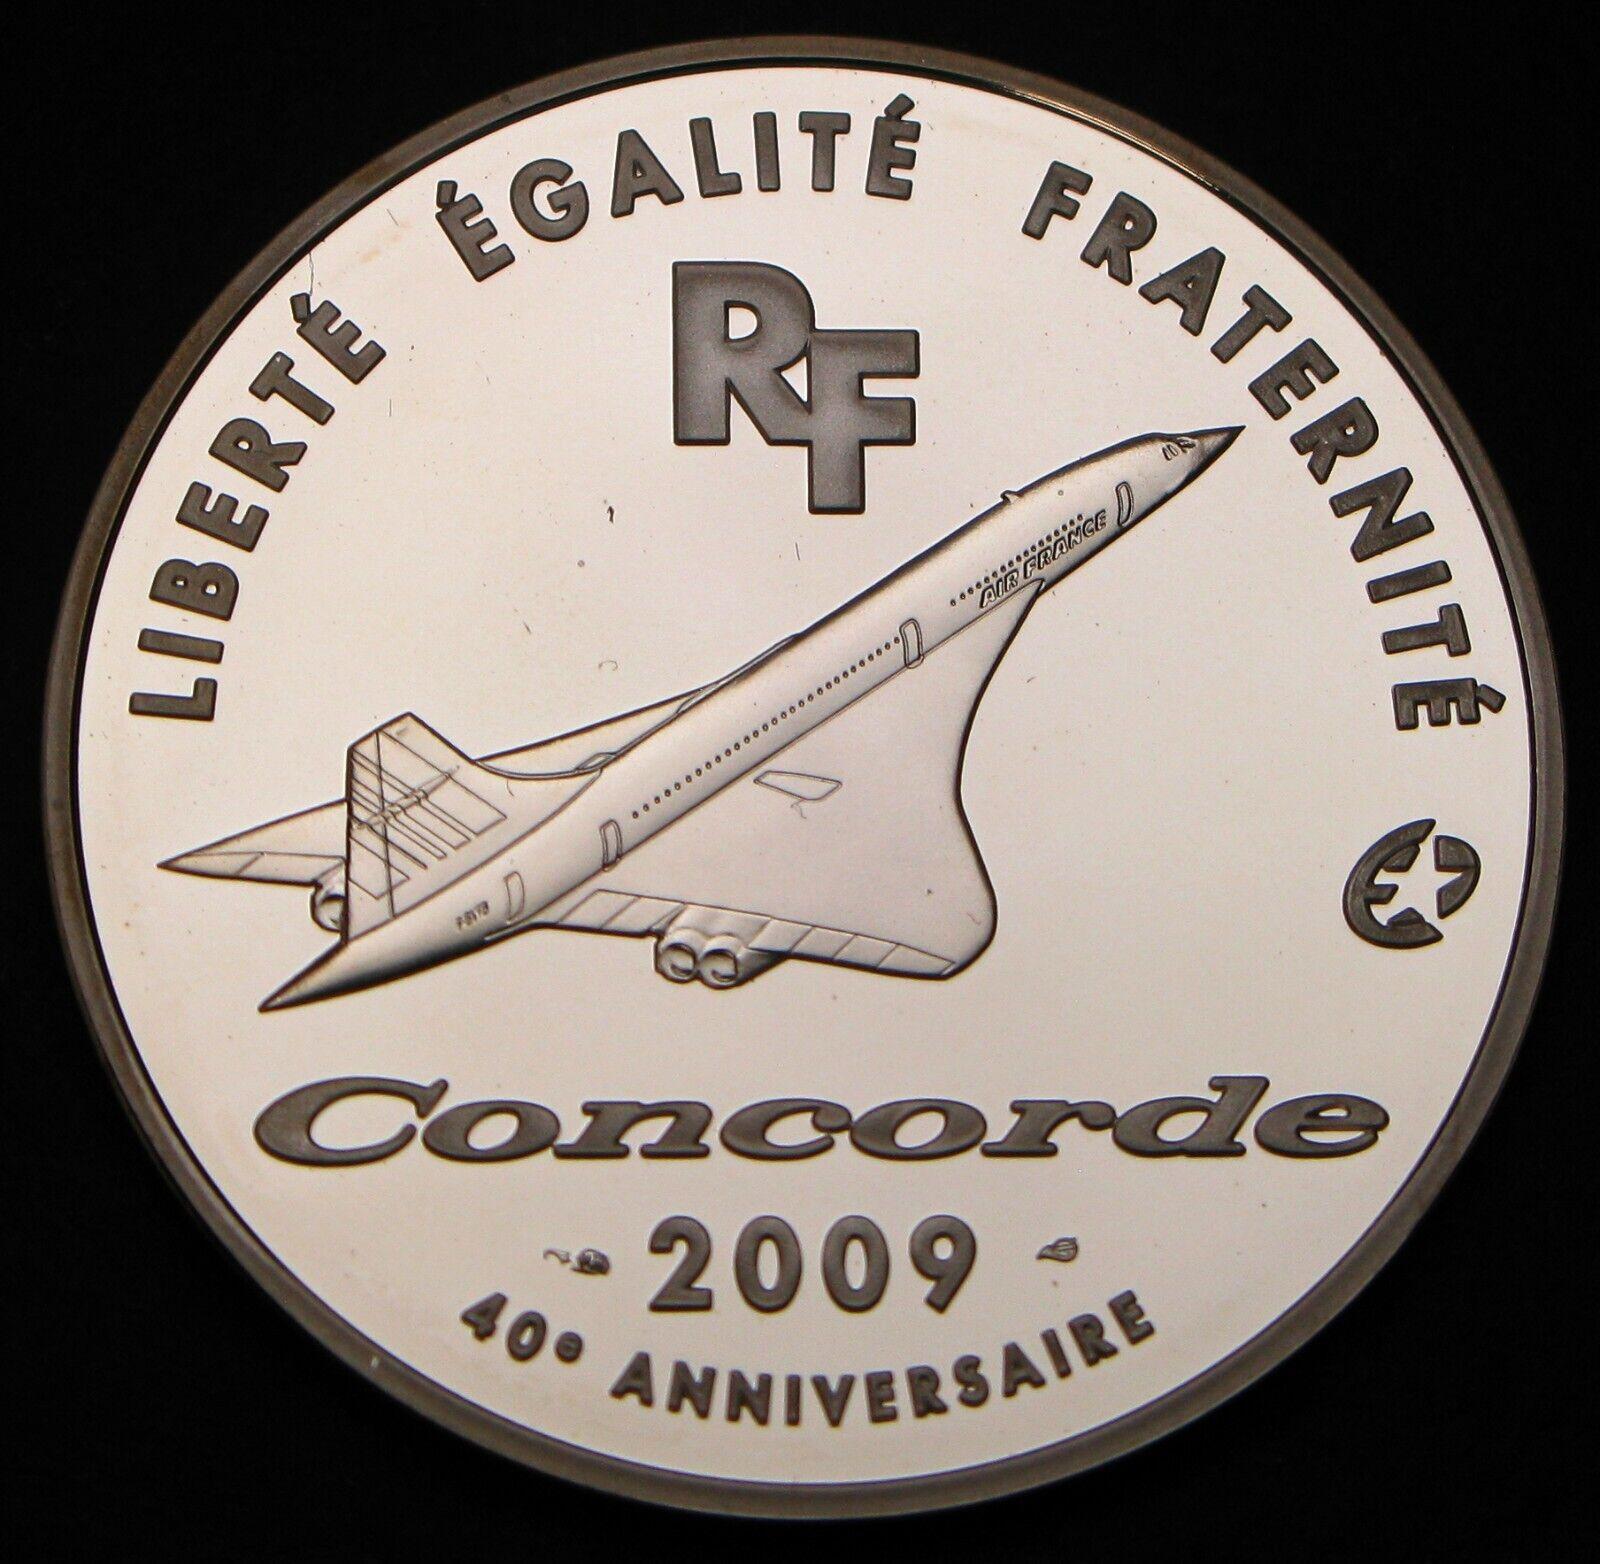 LIBERTÉ ÉGALITÉ FRATERNITÉ
RF
AIR FRANCE
Concorde
2009
40e ANNIVERSAIRE